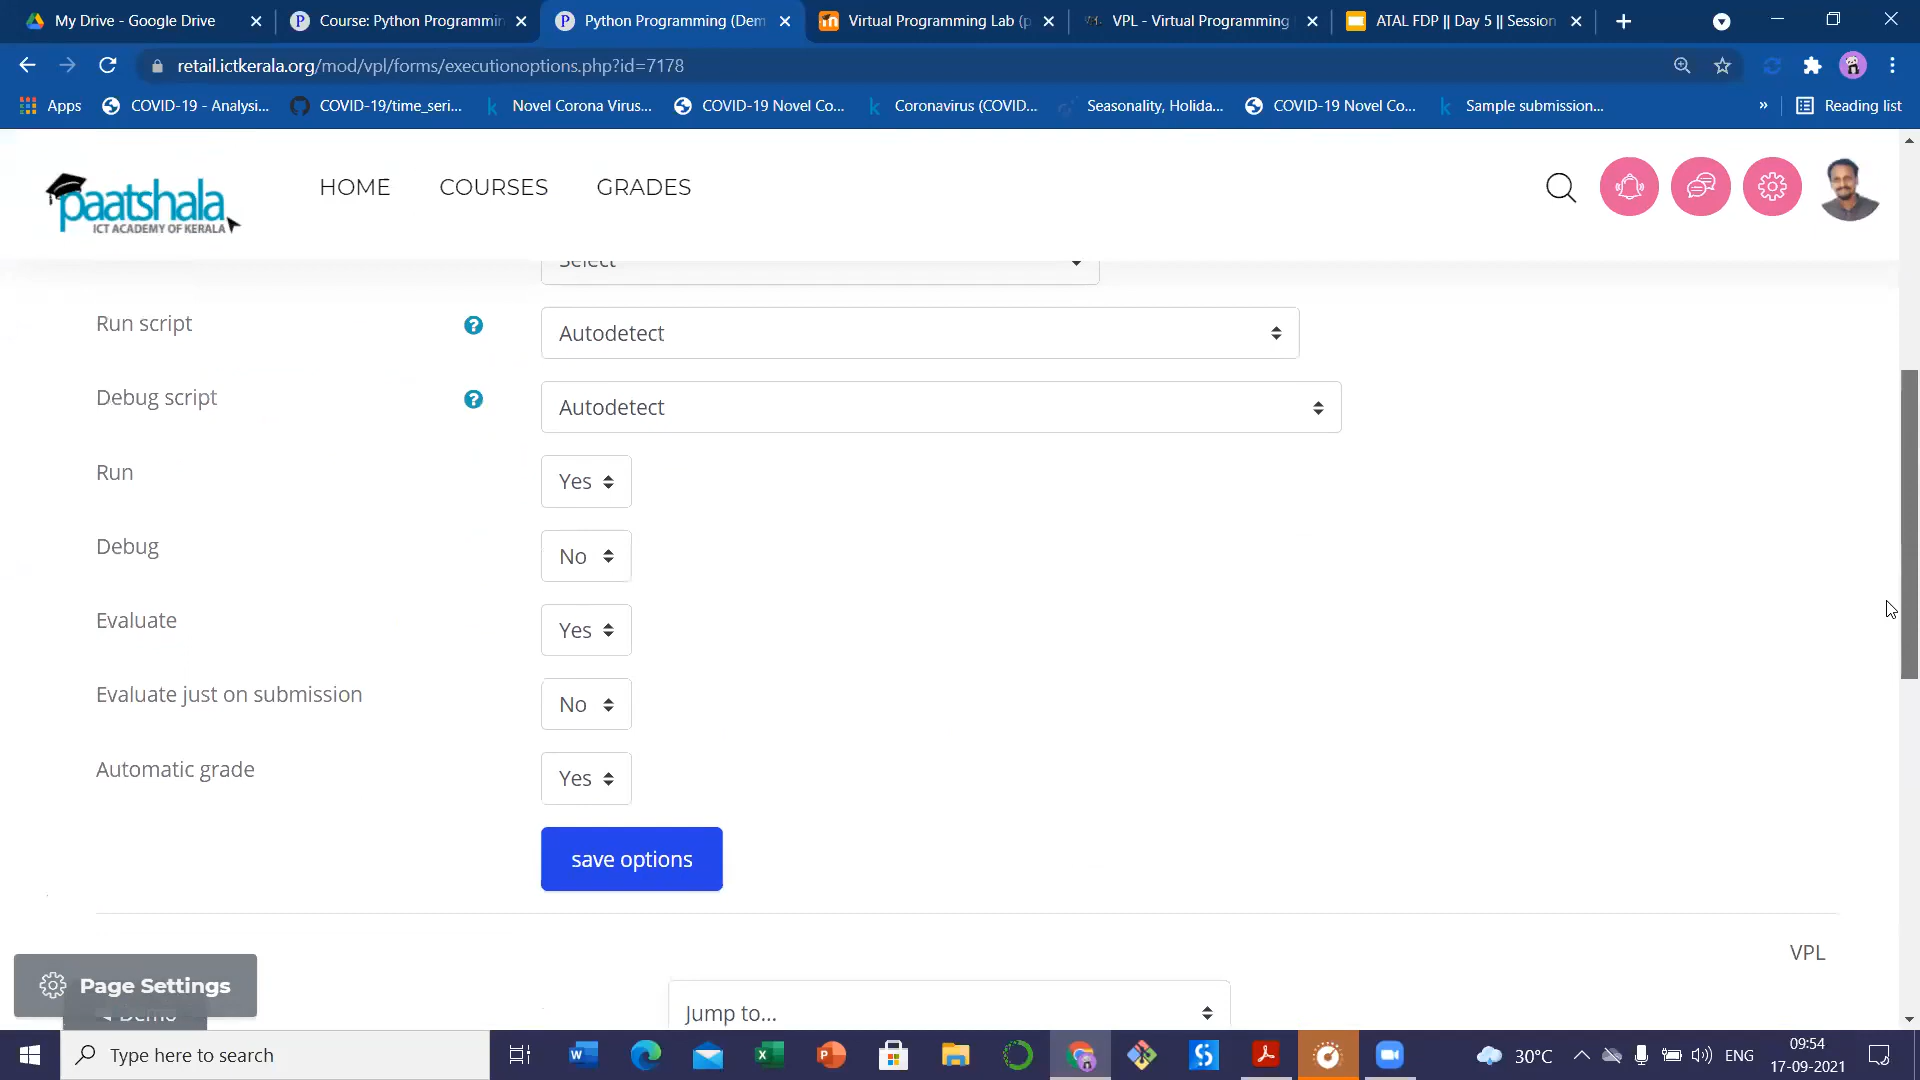 My Drive - Google Drive
Course: Python Programmin
Python Programming (Dem
Virtual Programming Lab (p
VPL - Virtual Programming
ATAL FDP || Day 5 || Session
retail.ictkerala.org/mod/vpl/forms/executionoptions.php?id=7178
Apps
COVID-19 - Analysi...
COVID-19/time_seri...
Novel Corona Virus...
COVID-19 Novel Co...
Coronavirus (COVID...
Seasonality, Holida...
COVID-19 Novel Co...
Sample submission...
»
Reading list
paatshala
ICT ACADEMY OF KERALA
HOME
COURSES
GRADES
Select
Run script
Autodetect
Debug script
Autodetect
Run
Yes
Debug
No
Evaluate
Yes
Evaluate just on submission
No
Automatic grade
Yes
save options
VPL
Page Settings
Demo
Jump to...
Type here to search
30°C
ENG
09:54
17-09-2021